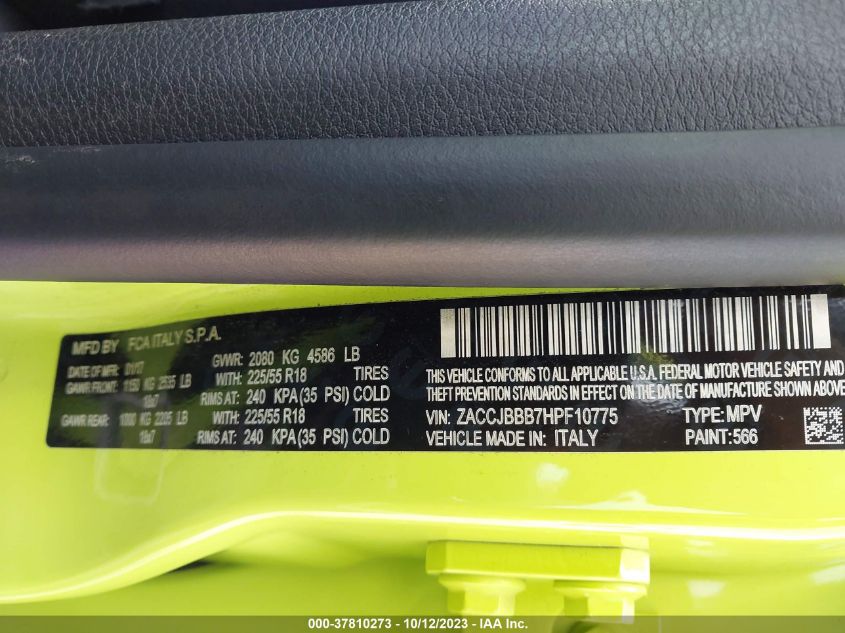 MFD BY FCA ITALY S.P.A.
DATE OF MFR 01/17 GVWR: 2080 KG 4586 LB
GAWR FRONT: 1150 KG 2535 LB WITH: 225/55 R18 TIRES
18x7 RIMS AT: 240 KPA(35 PSI) COLD
GAWR REAR: 1000 KG 2205 LB WITH: 225/55 R18 TIRES
18x7 RIMS AT: 240 KPA(35 PSI) COLD
THIS VEHICLE CONFORMS TO ALL APPLICABLE U.S.A. FEDERAL MOTOR VEHICLE SAFETY AND
THEFT PREVENTION STANDARDS IN EFFECT ON THE DATE OF MANUFACTURE SHOWN ABOVE
VIN: ZACCJBBB7HPF10775 TYPE: MPV
VEHICLE MADE IN: ITALY PAINT: 566
000-37810273 - 10/12/2023 - IAA Inc.